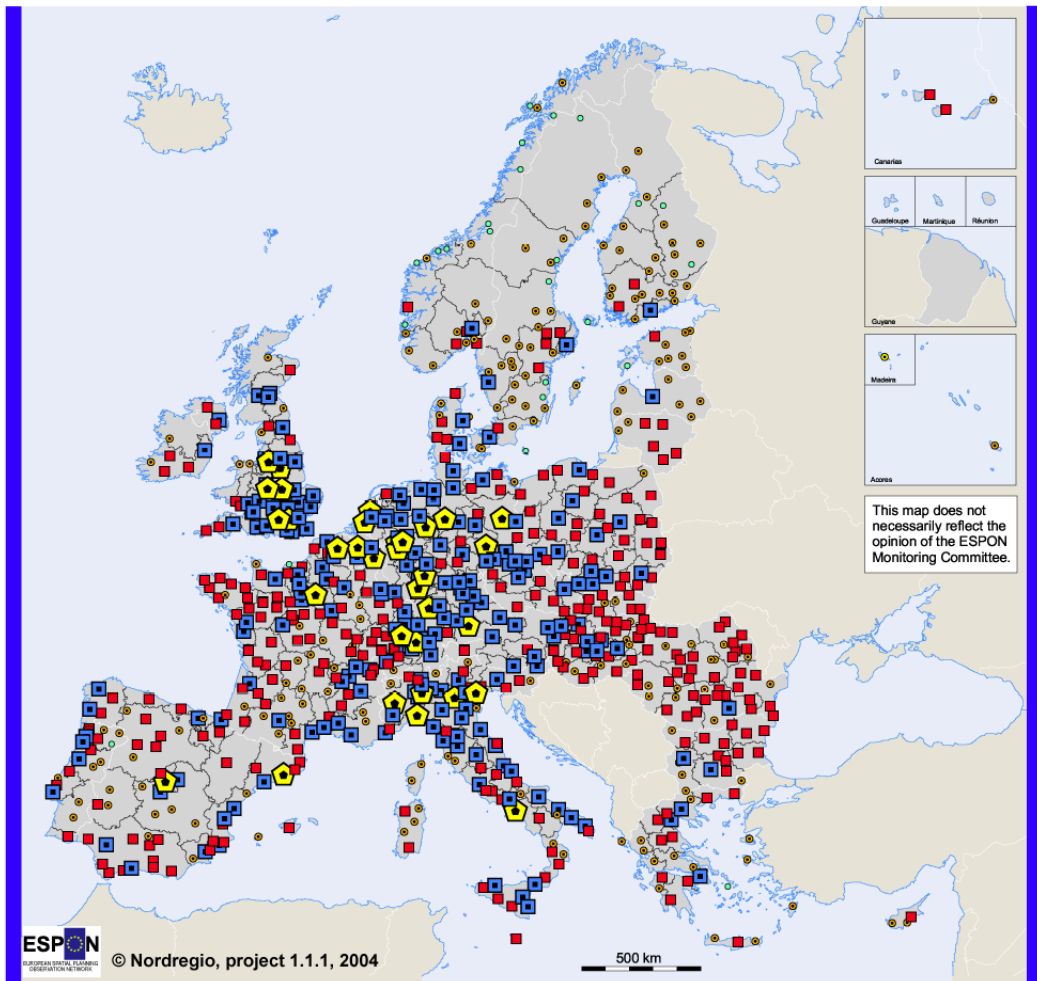 Canarias
Guadeloupe Martinique Réunion
Guyane
Madeira
Acores
This map does not
necessarily reflect the
opinion of the ESPON
Monitoring Committee.
ESPON
EUROPEAN SPATIAL PLANNING
OBSERVATION NETWORK
© Nordregio, project 1.1.1, 2004
500 km